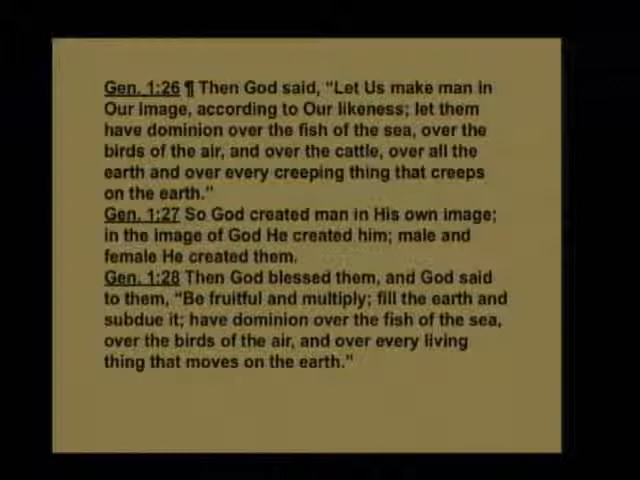 Gen. 1:26 ¶ Then God said, “Let Us make man in
Our image, according to Our likeness; let them
have dominion over the fish of the sea, over the
birds of the air, and over the cattle, over all the
earth and over every creeping thing that creeps
on the earth.”
Gen. 1:27 So God created man in His own image;
in the image of God He created him; male and
female He created them.
Gen. 1:28 Then God blessed them, and God said
to them, “Be fruitful and multiply; fill the earth and
subdue it; have dominion over the fish of the sea,
over the birds of the air, and over every living
thing that moves on the earth.”